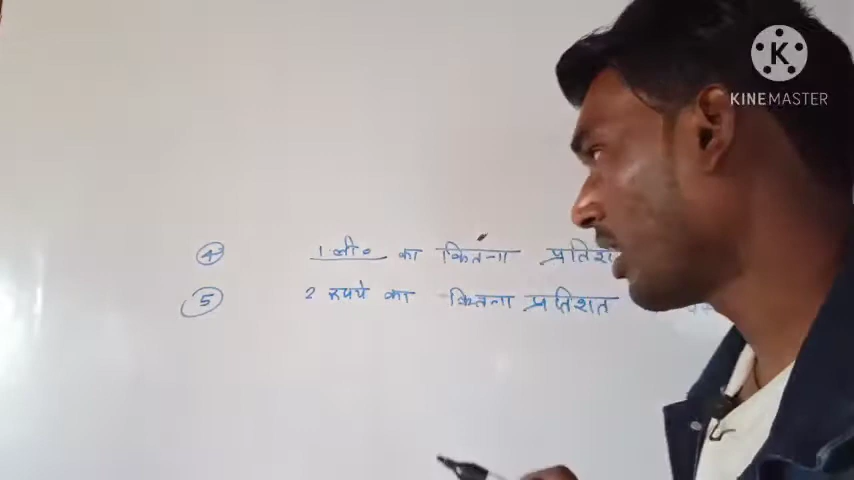 K
KINEMASTER
④ 1 ली० का कितना प्रतिश
⑤ 2 रुपये का कितना प्रतिशत